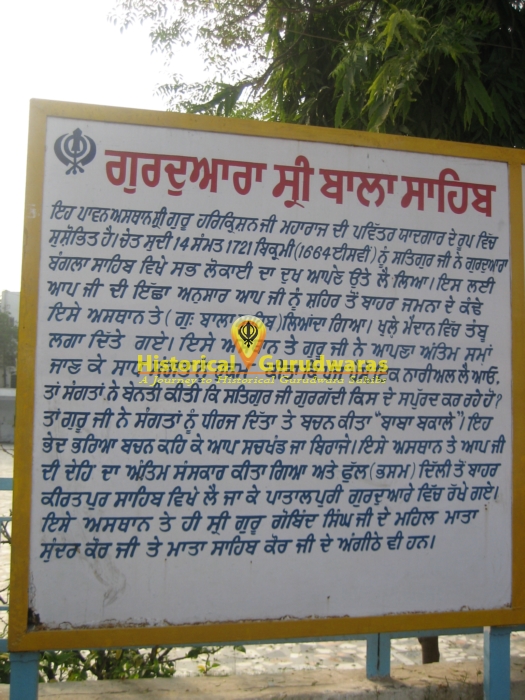 ਗੁਰਦੁਆਰਾ ਸ੍ਰੀ ਬਾਲਾ ਸਾਹਿਬ
ਇਹ ਪਾਵਨ ਅਸਥਾਨ ਸ੍ਰੀ ਗੁਰੂ ਹਰਿਕ੍ਰਿਸ਼ਨ ਜੀ ਮਹਾਰਾਜ ਦੀ ਪਵਿੱਤਰ ਯਾਦਗਾਰ ਦੇ ਰੂਪ ਵਿੱਚ
ਸੁਸ਼ੋਭਿਤ ਹੈ। ਚੇਤ ਸੁਦੀ 14 ਸੰਮਤ 1721 ਬਿਕ੍ਰਮੀ (1664 ਈਸਵੀ) ਨੂੰ ਸਤਿਗੁਰ ਜੀ ਨੇ ਗੁਰਦੁਆਰਾ
ਬੰਗਲਾ ਸਾਹਿਬ ਵਿਖੇ ਸਭ ਲੋਕਾਈ ਦਾ ਦੁਖ ਆਪਣੇ ਉਤੇ ਲੈ ਲਿਆ। ਇਸ ਲਈ
ਆਪ ਜੀ ਦੀ ਇੱਛਾ ਅਨੁਸਾਰ ਆਪ ਜੀ ਨੂੰ ਸ਼ਹਿਰ ਤੋਂ ਬਾਹਰ ਜਮਨਾ ਦੇ ਕੰਢੇ
ਇਸੇ ਅਸਥਾਨ ਤੇ (ਗੁ: ਬਾਲਾ ਲਿਆਂਦਾ ਗਿਆ। ਖੁਲ੍ਹੇ ਮੈਦਾਨ ਵਿਚ ਤੰਬੂ
ਲਗਾ ਦਿੱਤੇ ਗਏ। ਇਸੇ ਤੇ ਗੁਰੂ ਜੀ ਨੇ ਆਪਣਾ ਅੰਤਿਮ ਸਮਾਂ
ਜਾਣ ਕੇ ਨਾਰੀਅਲ ਲੈ ਆਓ,
Historical Gurudwaras
A Journey to Historical Gurudwara Sahibs
ਤਾਂ ਸੰਗਤਾਂ ਨੇ ਬੇਨਤੀ ਕੀਤੀ ਕਿ ਸਤਿਗੁਰ ਜੀ ਗੁਰਗੱਦੀ ਕਿਸ ਦੇ ਸਪੁਰਦ ਕਰ ਰਹੇ ਹੋ?
ਤਾਂ ਗੁਰੂ ਜੀ ਨੇ ਸੰਗਤਾਂ ਨੂੰ ਧੀਰਜ ਦਿੱਤਾ ਤੇ ਬਚਨ ਕੀਤਾ "ਬਾਬਾ ਬਕਾਲੇ"। ਇਹ
ਭੇਦ ਭਰਿਆ ਬਚਨ ਕਹਿ ਕੇ ਆਪ ਸਚਖੰਡ ਜਾ ਬਿਰਾਜੇ। ਇਸੇ ਅਸਥਾਨ ਤੇ ਆਪ ਜੀ
ਦੀ ਦੇਹਿ ਦਾ ਅੰਤਿਮ ਸੰਸਕਾਰ ਕੀਤਾ ਗਿਆ ਅਤੇ ਫੁੱਲ (ਭਸਮ) ਦਿੱਲੀ ਤੋਂ ਬਾਹਰ
ਕੀਰਤਪੁਰ ਸਾਹਿਬ ਵਿਖੇ ਲੈ ਜਾ ਕੇ ਪਾਤਾਲਪੁਰੀ ਗੁਰਦੁਆਰੇ ਵਿੱਚ ਰੱਖੇ ਗਏ।
ਇਸੇ ਅਸਥਾਨ ਤੇ ਹੀ ਸ੍ਰੀ ਗੁਰੂ ਗੋਬਿੰਦ ਸਿੰਘ ਜੀ ਦੇ ਮਹਿਲ ਮਾਤਾ
ਸੁੰਦਰ ਕੌਰ ਜੀ ਤੇ ਮਾਤਾ ਸਾਹਿਬ ਕੌਰ ਜੀ ਦੇ ਅੰਗੀਠੇ ਵੀ ਹਨ।